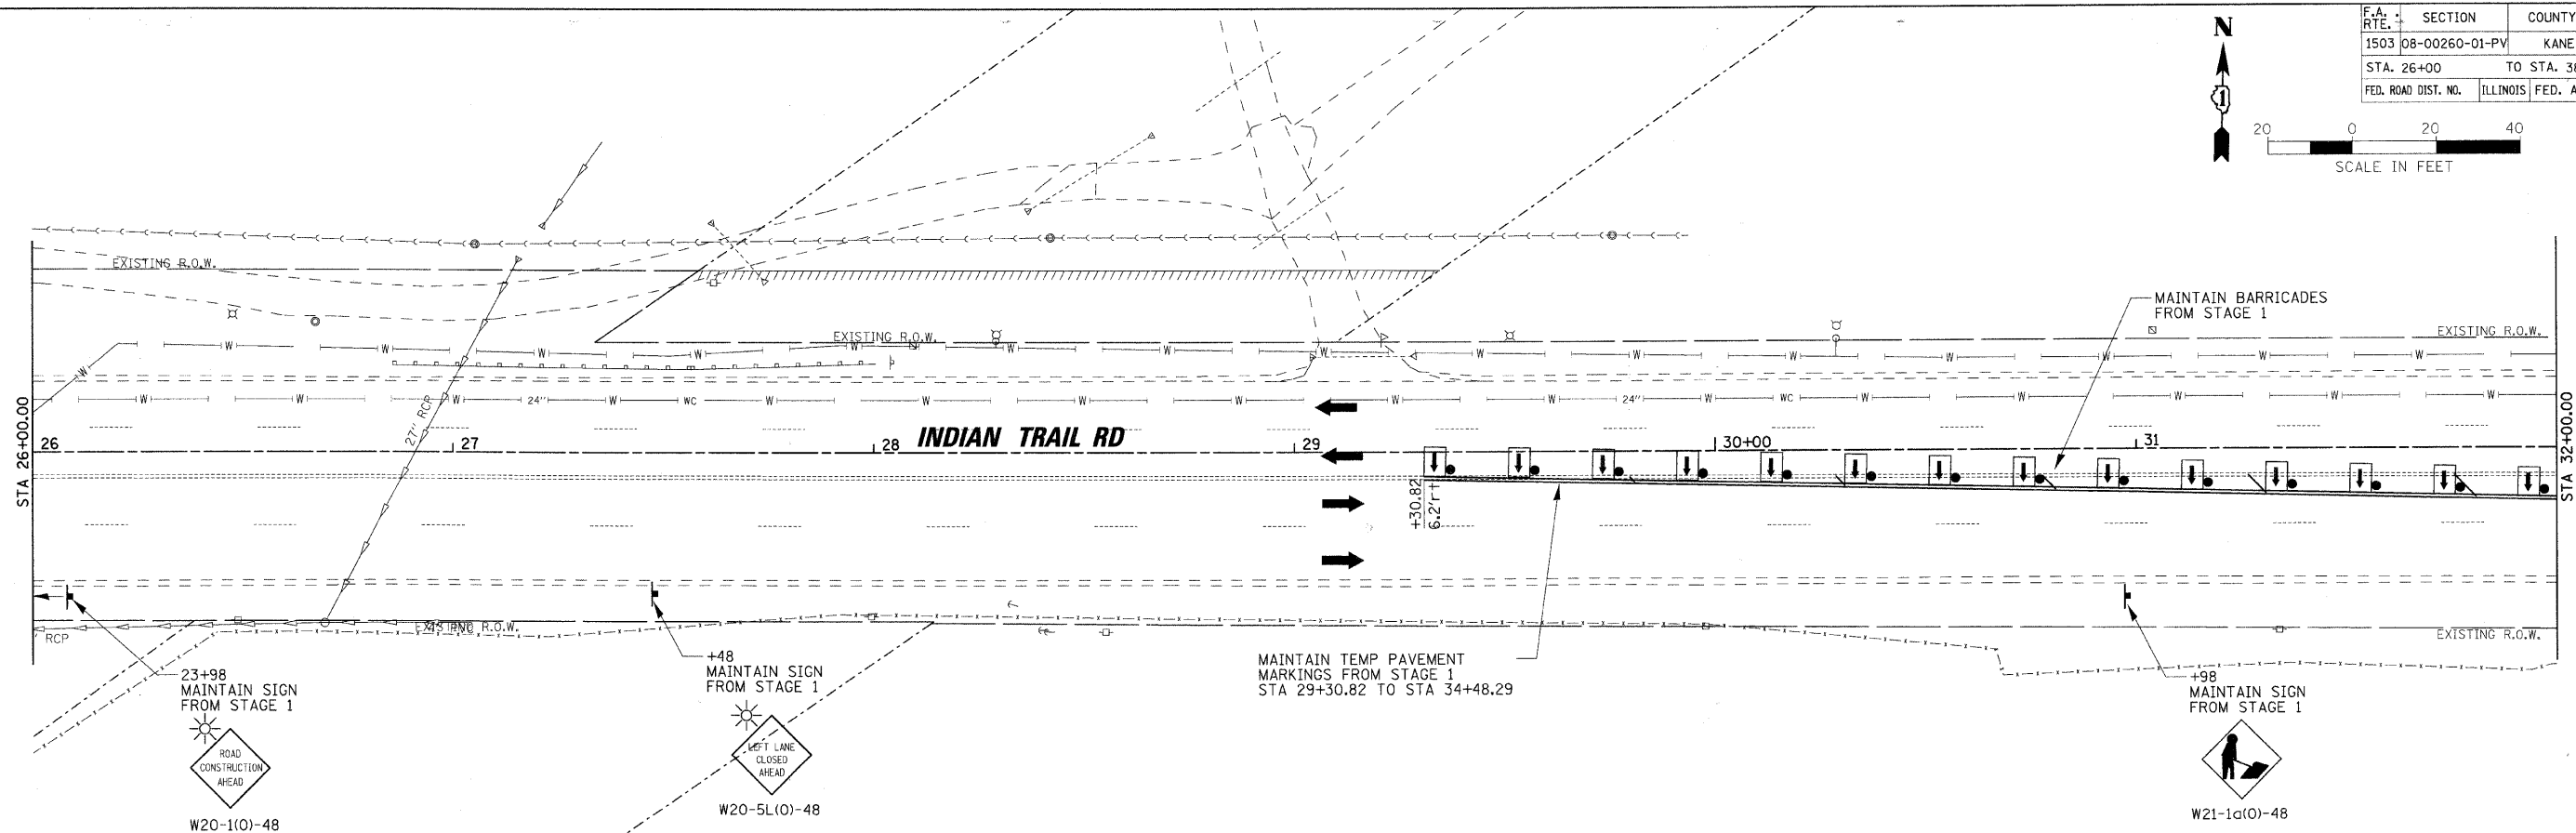 F.A. RTE. SECTION COUNTY
1503 08-00260-01-PV KANE
STA. 26+00 TO STA. 38
FED. ROAD DIST. NO. ILLINOIS FED. A
N
1
20 0 20 40
SCALE IN FEET
EXISTING R.O.W.
MAINTAIN BARRICADES
FROM STAGE 1
EXISTING R.O.W.
EXISTING R.O.W.
W W W W W W W W W W W W W W W
W W W 24" W WC W W W W W 24" W WC W W W W
27" RCP
STA 26+00.00
26 27 28 INDIAN TRAIL RD 29 30+00 31
STA 32+00.00
+30.82
6.2'rt
RCP
EXISTING R.O.W.
EXISTING R.O.W.
23+98
MAINTAIN SIGN
FROM STAGE 1
ROAD
CONSTRUCTION
AHEAD
W20-1(O)-48
+48
MAINTAIN SIGN
FROM STAGE 1
LEFT LANE
CLOSED
AHEAD
W20-5L(O)-48
MAINTAIN TEMP PAVEMENT
MARKINGS FROM STAGE 1
STA 29+30.82 TO STA 34+48.29
+98
MAINTAIN SIGN
FROM STAGE 1
W21-1a(O)-48